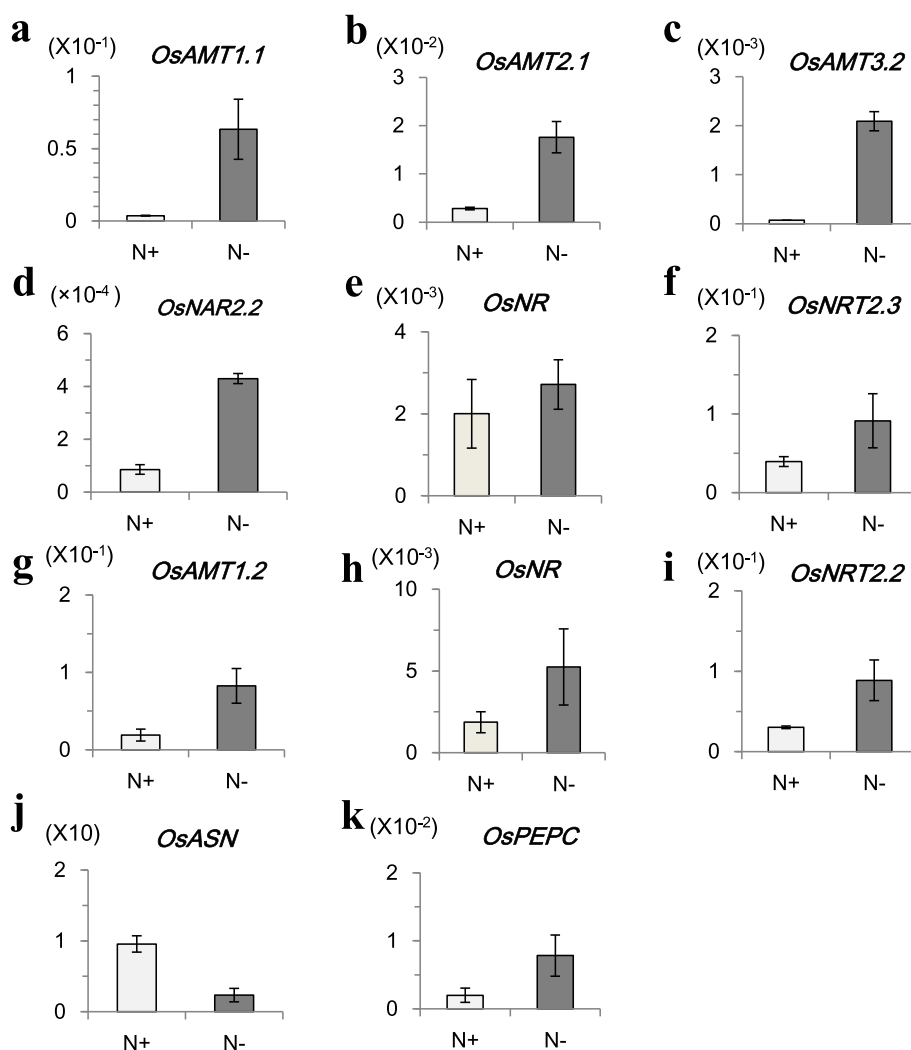 a (X10⁻¹) OsAMT1.1
1
0.5
0
N+ N-
b (X10⁻²) OsAMT2.1
3
2
1
0
N+ N-
c (X10⁻³) OsAMT3.2
3
2
1
0
N+ N-
d (×10⁻⁴) OsNAR2.2
6
4
2
0
N+ N-
e (X10⁻³) OsNR
4
2
0
N+ N-
f (X10⁻¹) OsNRT2.3
2
1
0
N+ N-
g (X10⁻¹) OsAMT1.2
2
1
0
N+ N-
h (X10⁻³) OsNR
10
5
0
N+ N-
i (X10⁻¹) OsNRT2.2
2
1
0
N+ N-
j (X10) OsASN
2
1
0
N+ N-
k (X10⁻²) OsPEPC
2
1
0
N+ N-